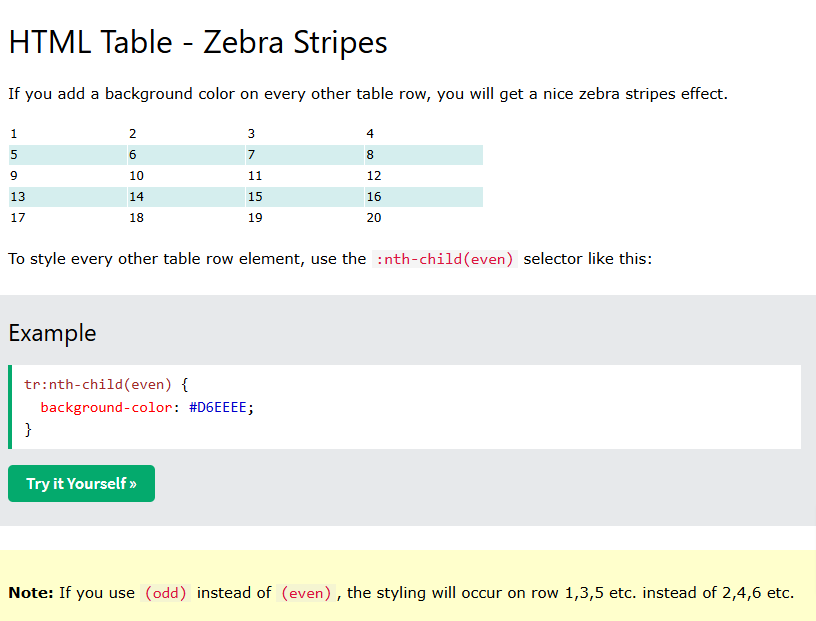 HTML Table - Zebra Stripes
If you add a background color on every other table row, you will get a nice zebra stripes effect.
1 2 3 4
5 6 7 8
9 10 11 12
13 14 15 16
17 18 19 20
To style every other table row element, use the :nth-child(even) selector like this:
Example
tr:nth-child(even) {
  background-color: #D6EEEE;
}
Try it Yourself »
Note: If you use (odd) instead of (even) , the styling will occur on row 1,3,5 etc. instead of 2,4,6 etc.